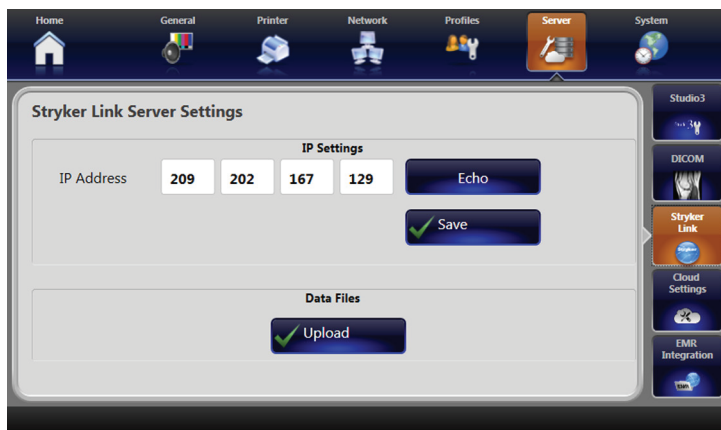 Home General Printer Network Profiles Server System
Stryker Link Server Settings
IP Settings
IP Address 209 202 167 129 Echo
Save
Data Files
Upload
Studio3
DICOM
Stryker
Link
Cloud
Settings
EMR
Integration